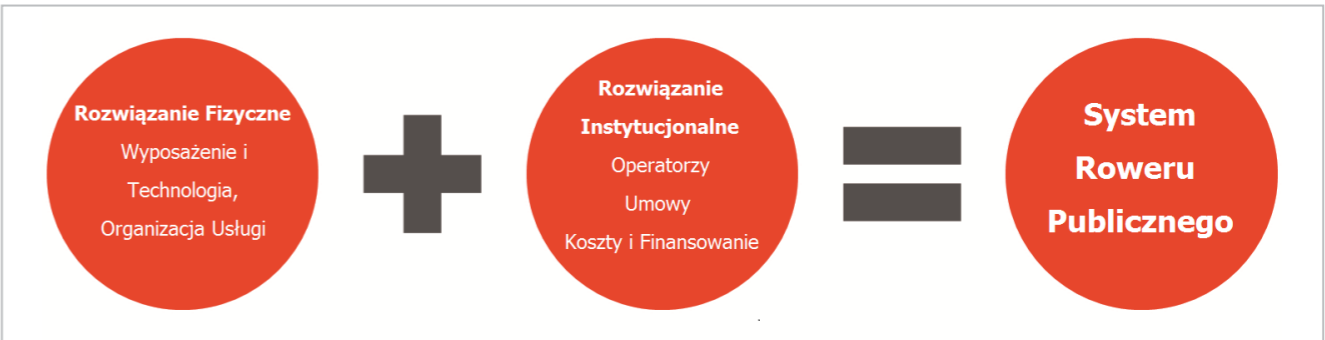 Rozwiązanie Fizyczne
Wyposażenie i
Technologia,
Organizacja Usługi
Rozwiązanie
Instytucjonalne
Operatorzy
Umowy
Koszty i Finansowanie
System
Roweru
Publicznego